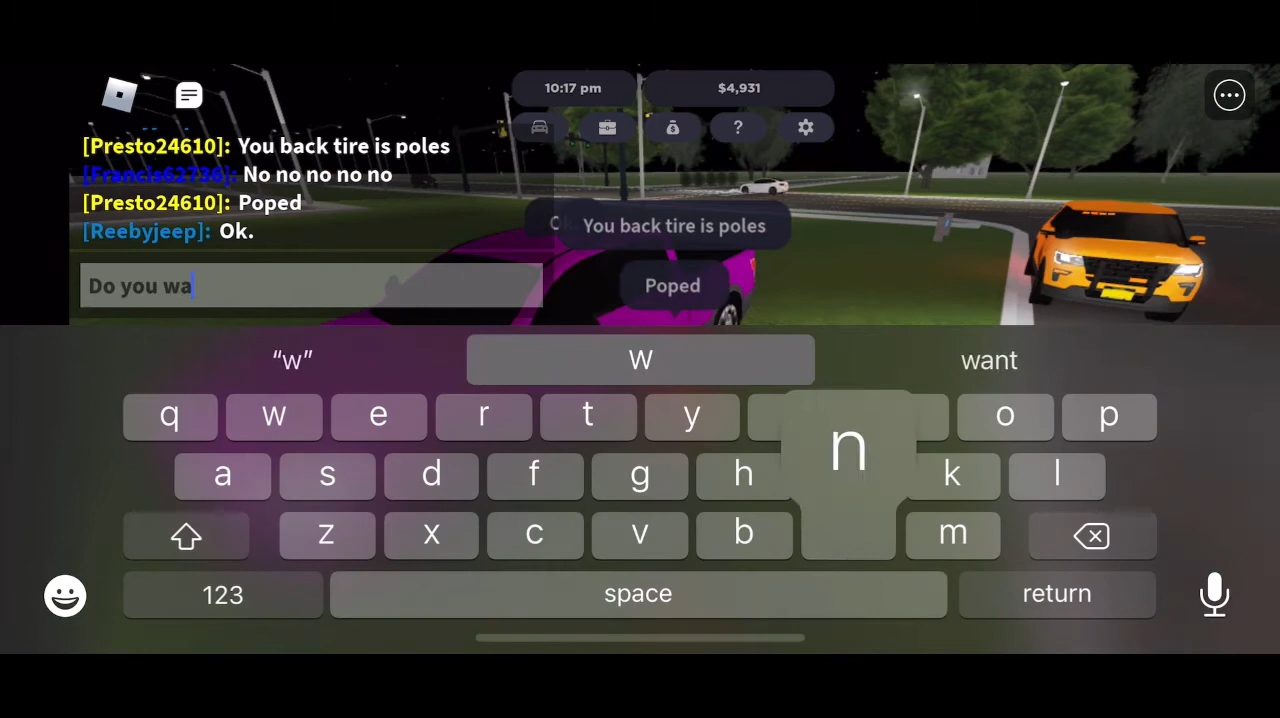 10:17 pm
$4,931
?
[Presto24610]: You back tire is poles
[Francis62736]: No no no no no
[Presto24610]: Poped
[Reebyjeep]: Ok.
You back tire is poles
Poped
Do you wa
“w”
W
want
q w e r t y o p
a s d f g h k l
n
z x c v b m
123
space
return